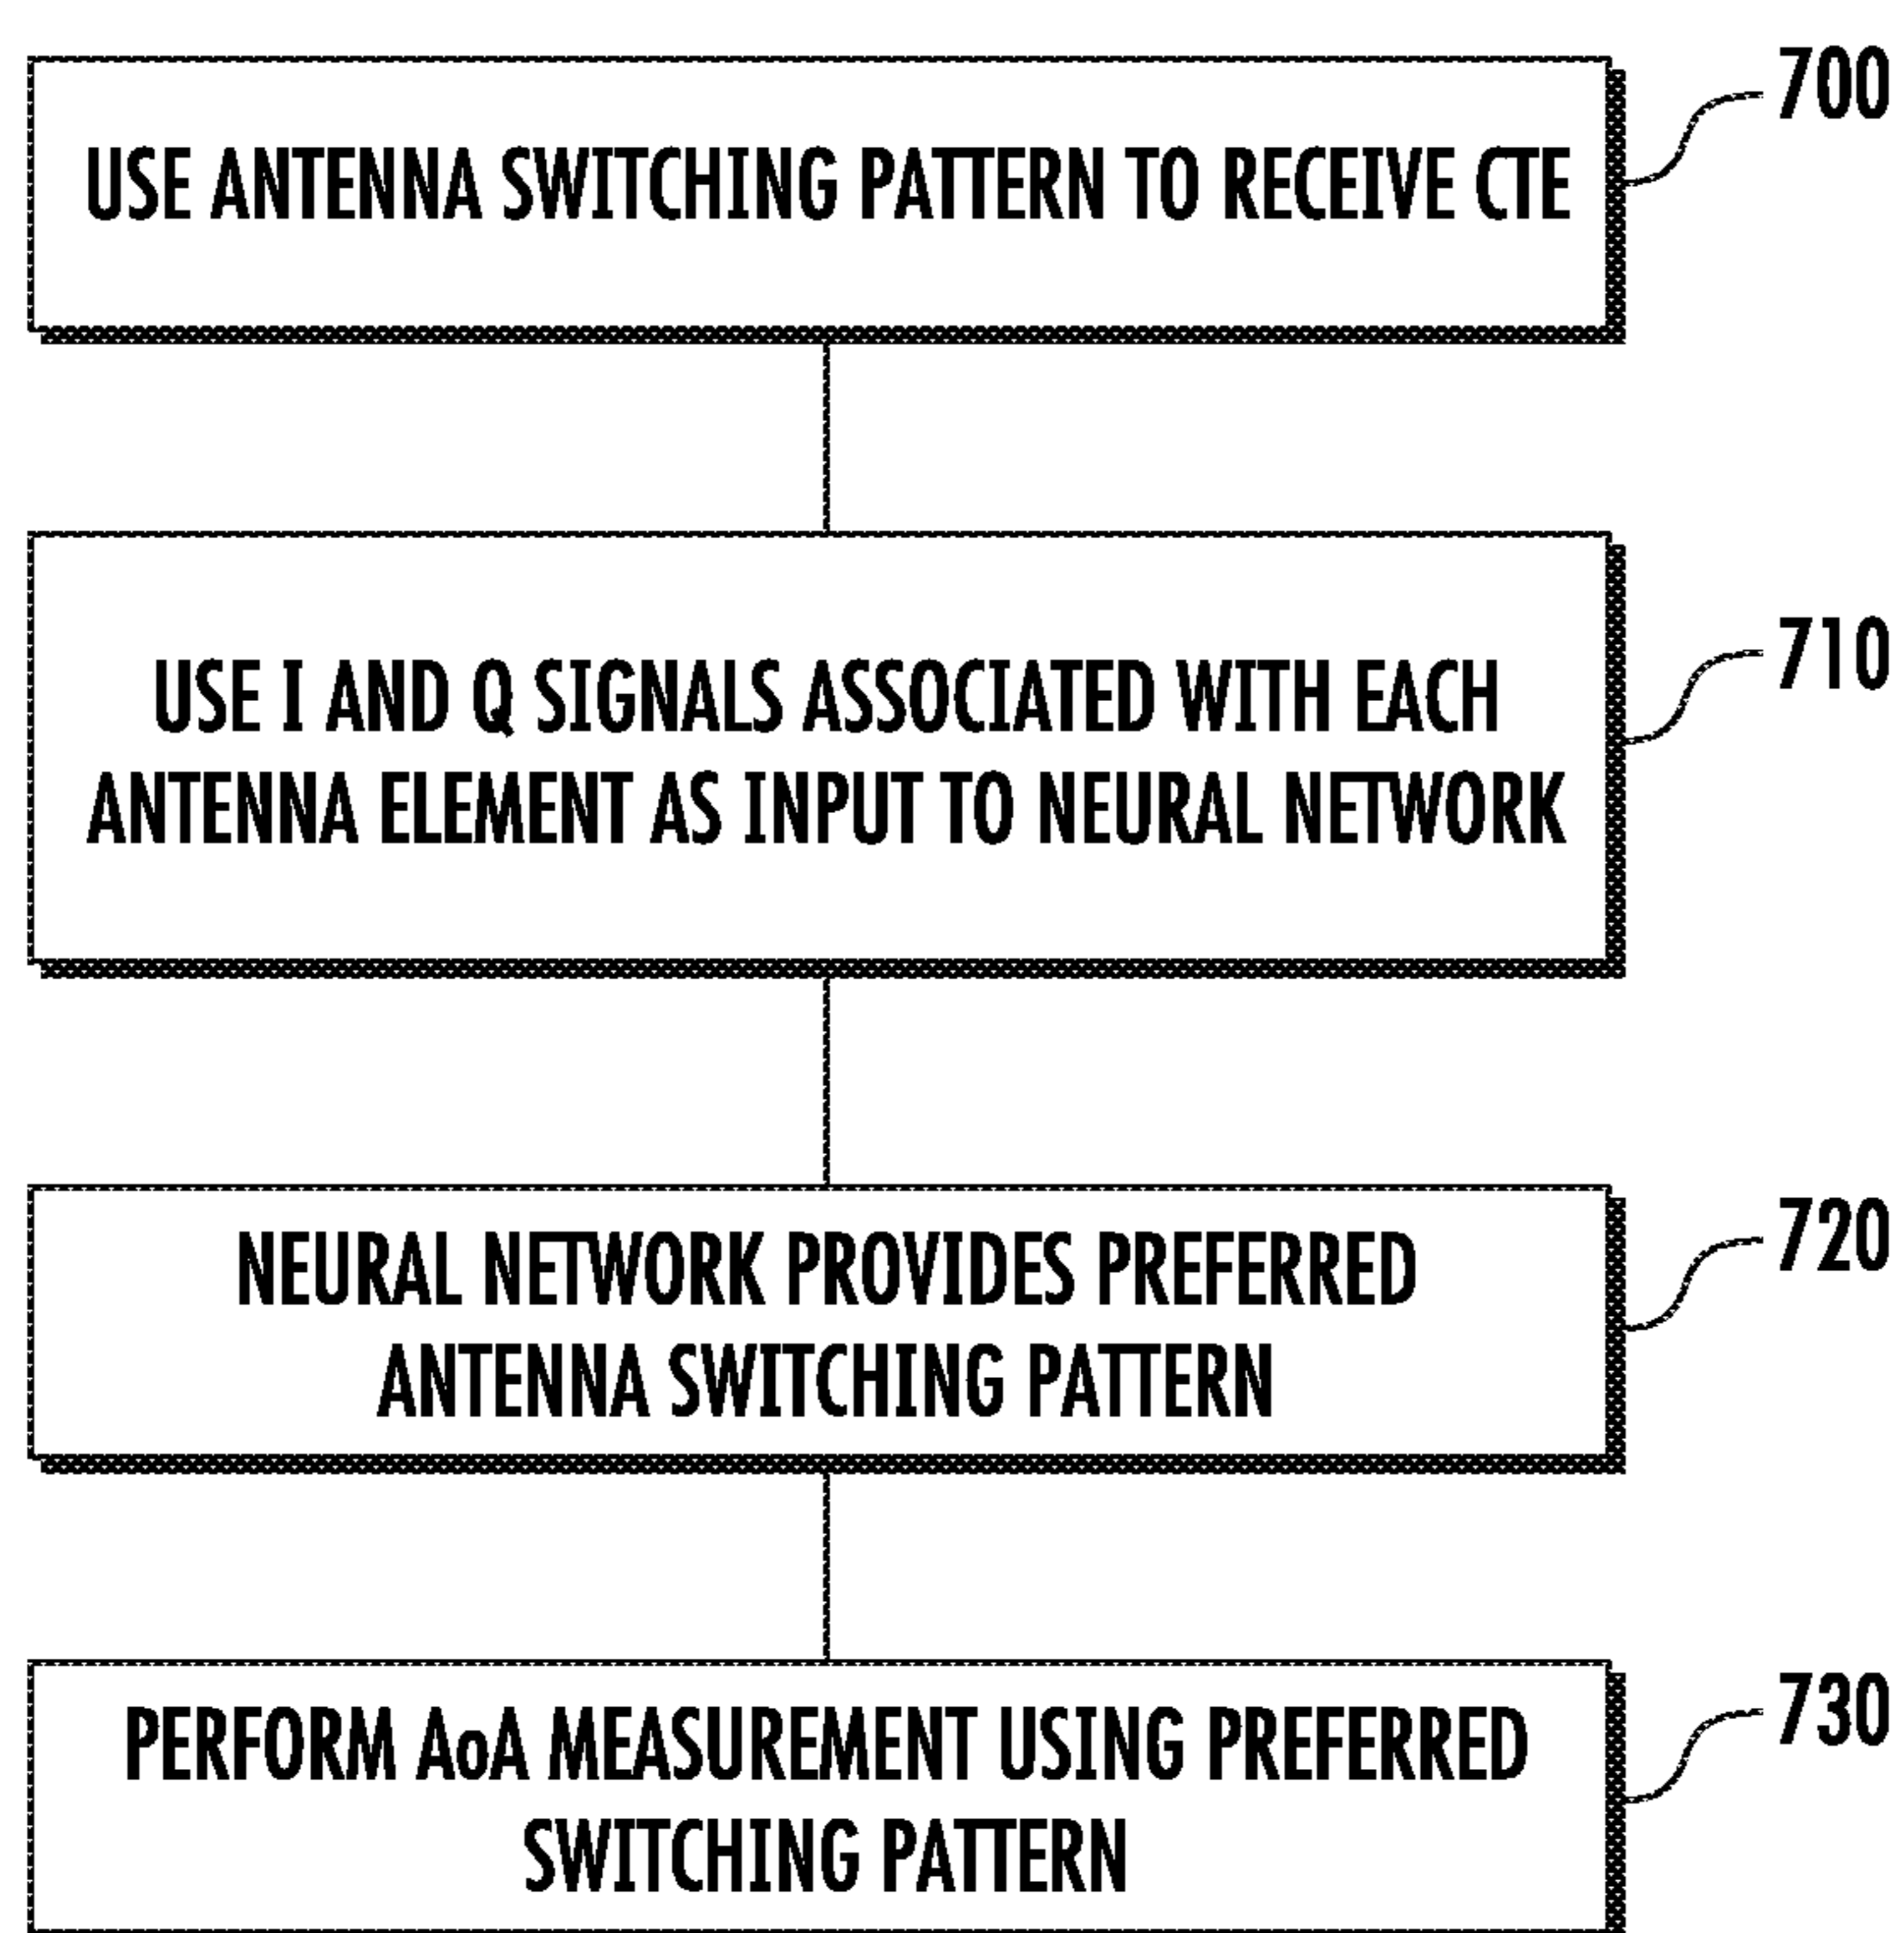 USE ANTENNA SWITCHING PATTERN TO RECEIVE CTE
700
USE I AND Q SIGNALS ASSOCIATED WITH EACH
ANTENNA ELEMENT AS INPUT TO NEURAL NETWORK
710
NEURAL NETWORK PROVIDES PREFERRED
ANTENNA SWITCHING PATTERN
720
PERFORM AoA MEASUREMENT USING PREFERRED
SWITCHING PATTERN
730